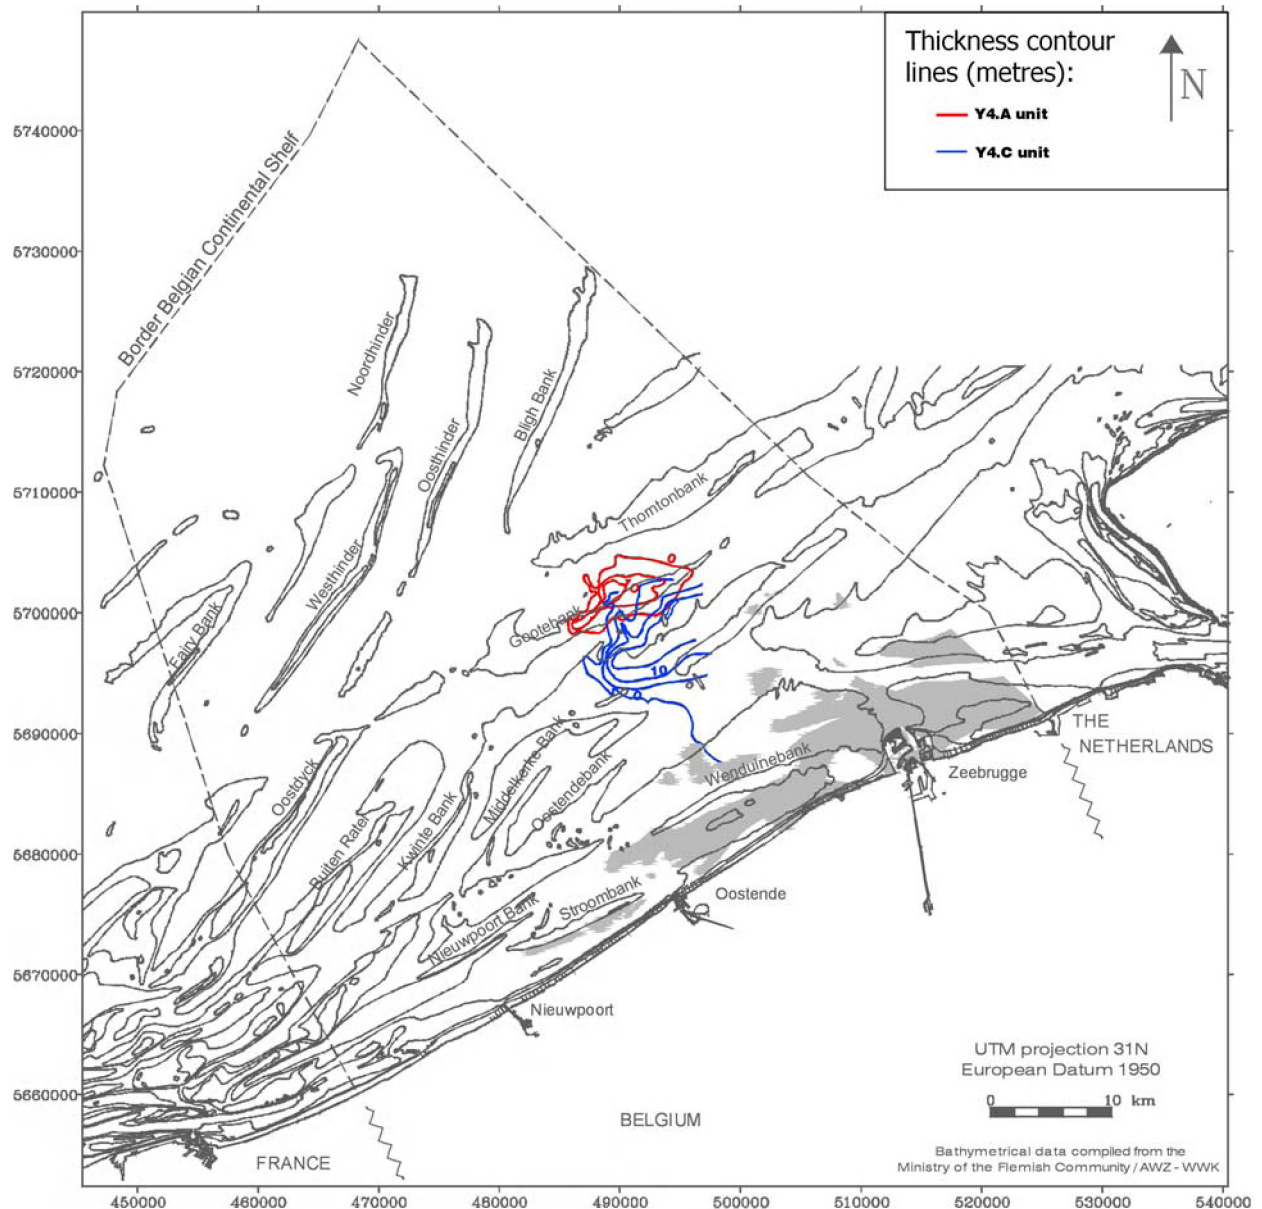 Thickness contour
lines (metres):
Y4.A unit
Y4.C unit
N
5740000
5730000
5720000
5710000
5700000
5690000
5680000
5670000
5660000
Border Belgian Continental Shelf
Noordhinder
Oosthinder
Bligh Bank
Thorntonbank
Westhinder
Fairy Bank
Gootebank
10
0
0
Oostdyck
Buiten Ratel
Kwinte Bank
Middelkerke Bank
Oostendebank
Wenduinebank
Nieuwpoort Bank
Stroombank
Oostende
Zeebrugge
Nieuwpoort
THE
NETHERLANDS
BELGIUM
FRANCE
UTM projection 31N
European Datum 1950
0 10 km
Bathymetrical data compiled from the
Ministry of the Flemish Community / AWZ - WWK
450000 460000 470000 480000 490000 500000 510000 520000 530000 540000